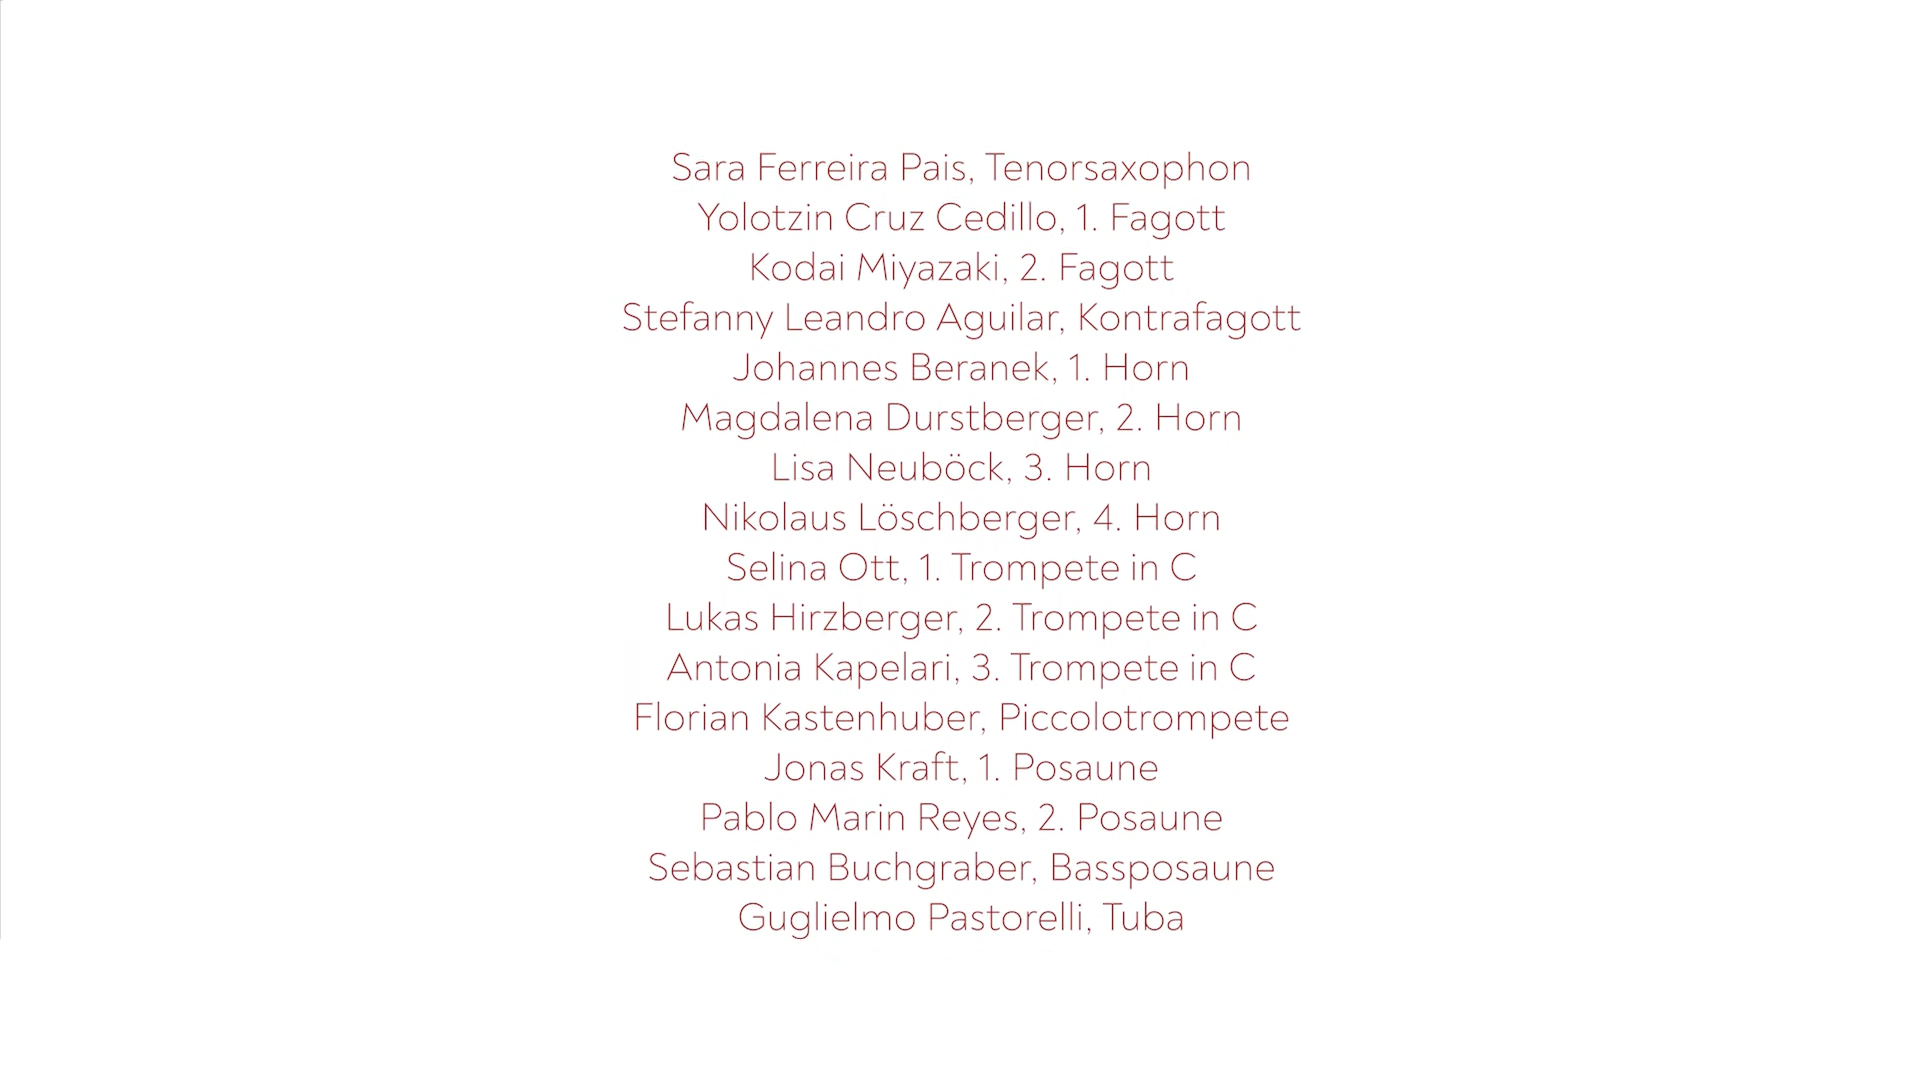 Sara Ferreira Pais, Tenorsaxophon
Yolotzin Cruz Cedillo, 1. Fagott
Kodai Miyazaki, 2. Fagott
Stefanny Leandro Aguilar, Kontrafagott
Johannes Beranek, 1. Horn
Magdalena Durstberger, 2. Horn
Lisa Neuböck, 3. Horn
Nikolaus Löschberger, 4. Horn
Selina Ott, 1. Trompete in C
Lukas Hirzberger, 2. Trompete in C
Antonia Kapelari, 3. Trompete in C
Florian Kastenhuber, Piccolotrompete
Jonas Kraft, 1. Posaune
Pablo Marin Reyes, 2. Posaune
Sebastian Buchgraber, Bassposaune
Guglielmo Pastorelli, Tuba